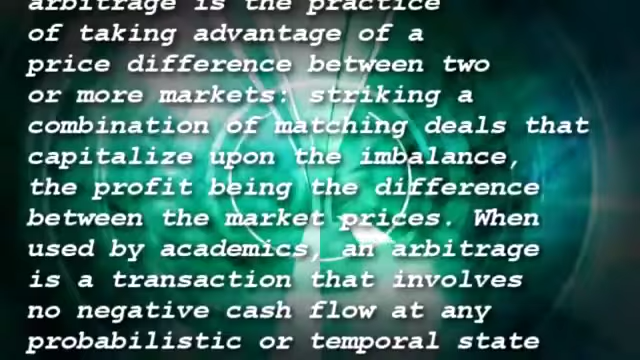 arbitrage is the practice
of taking advantage of a
price difference between two
or more markets: striking a
combination of matching deals that
capitalize upon the imbalance,
the profit being the difference
between the market prices. When
used by academics, an arbitrage
is a transaction that involves
no negative cash flow at any
probabilistic or temporal state